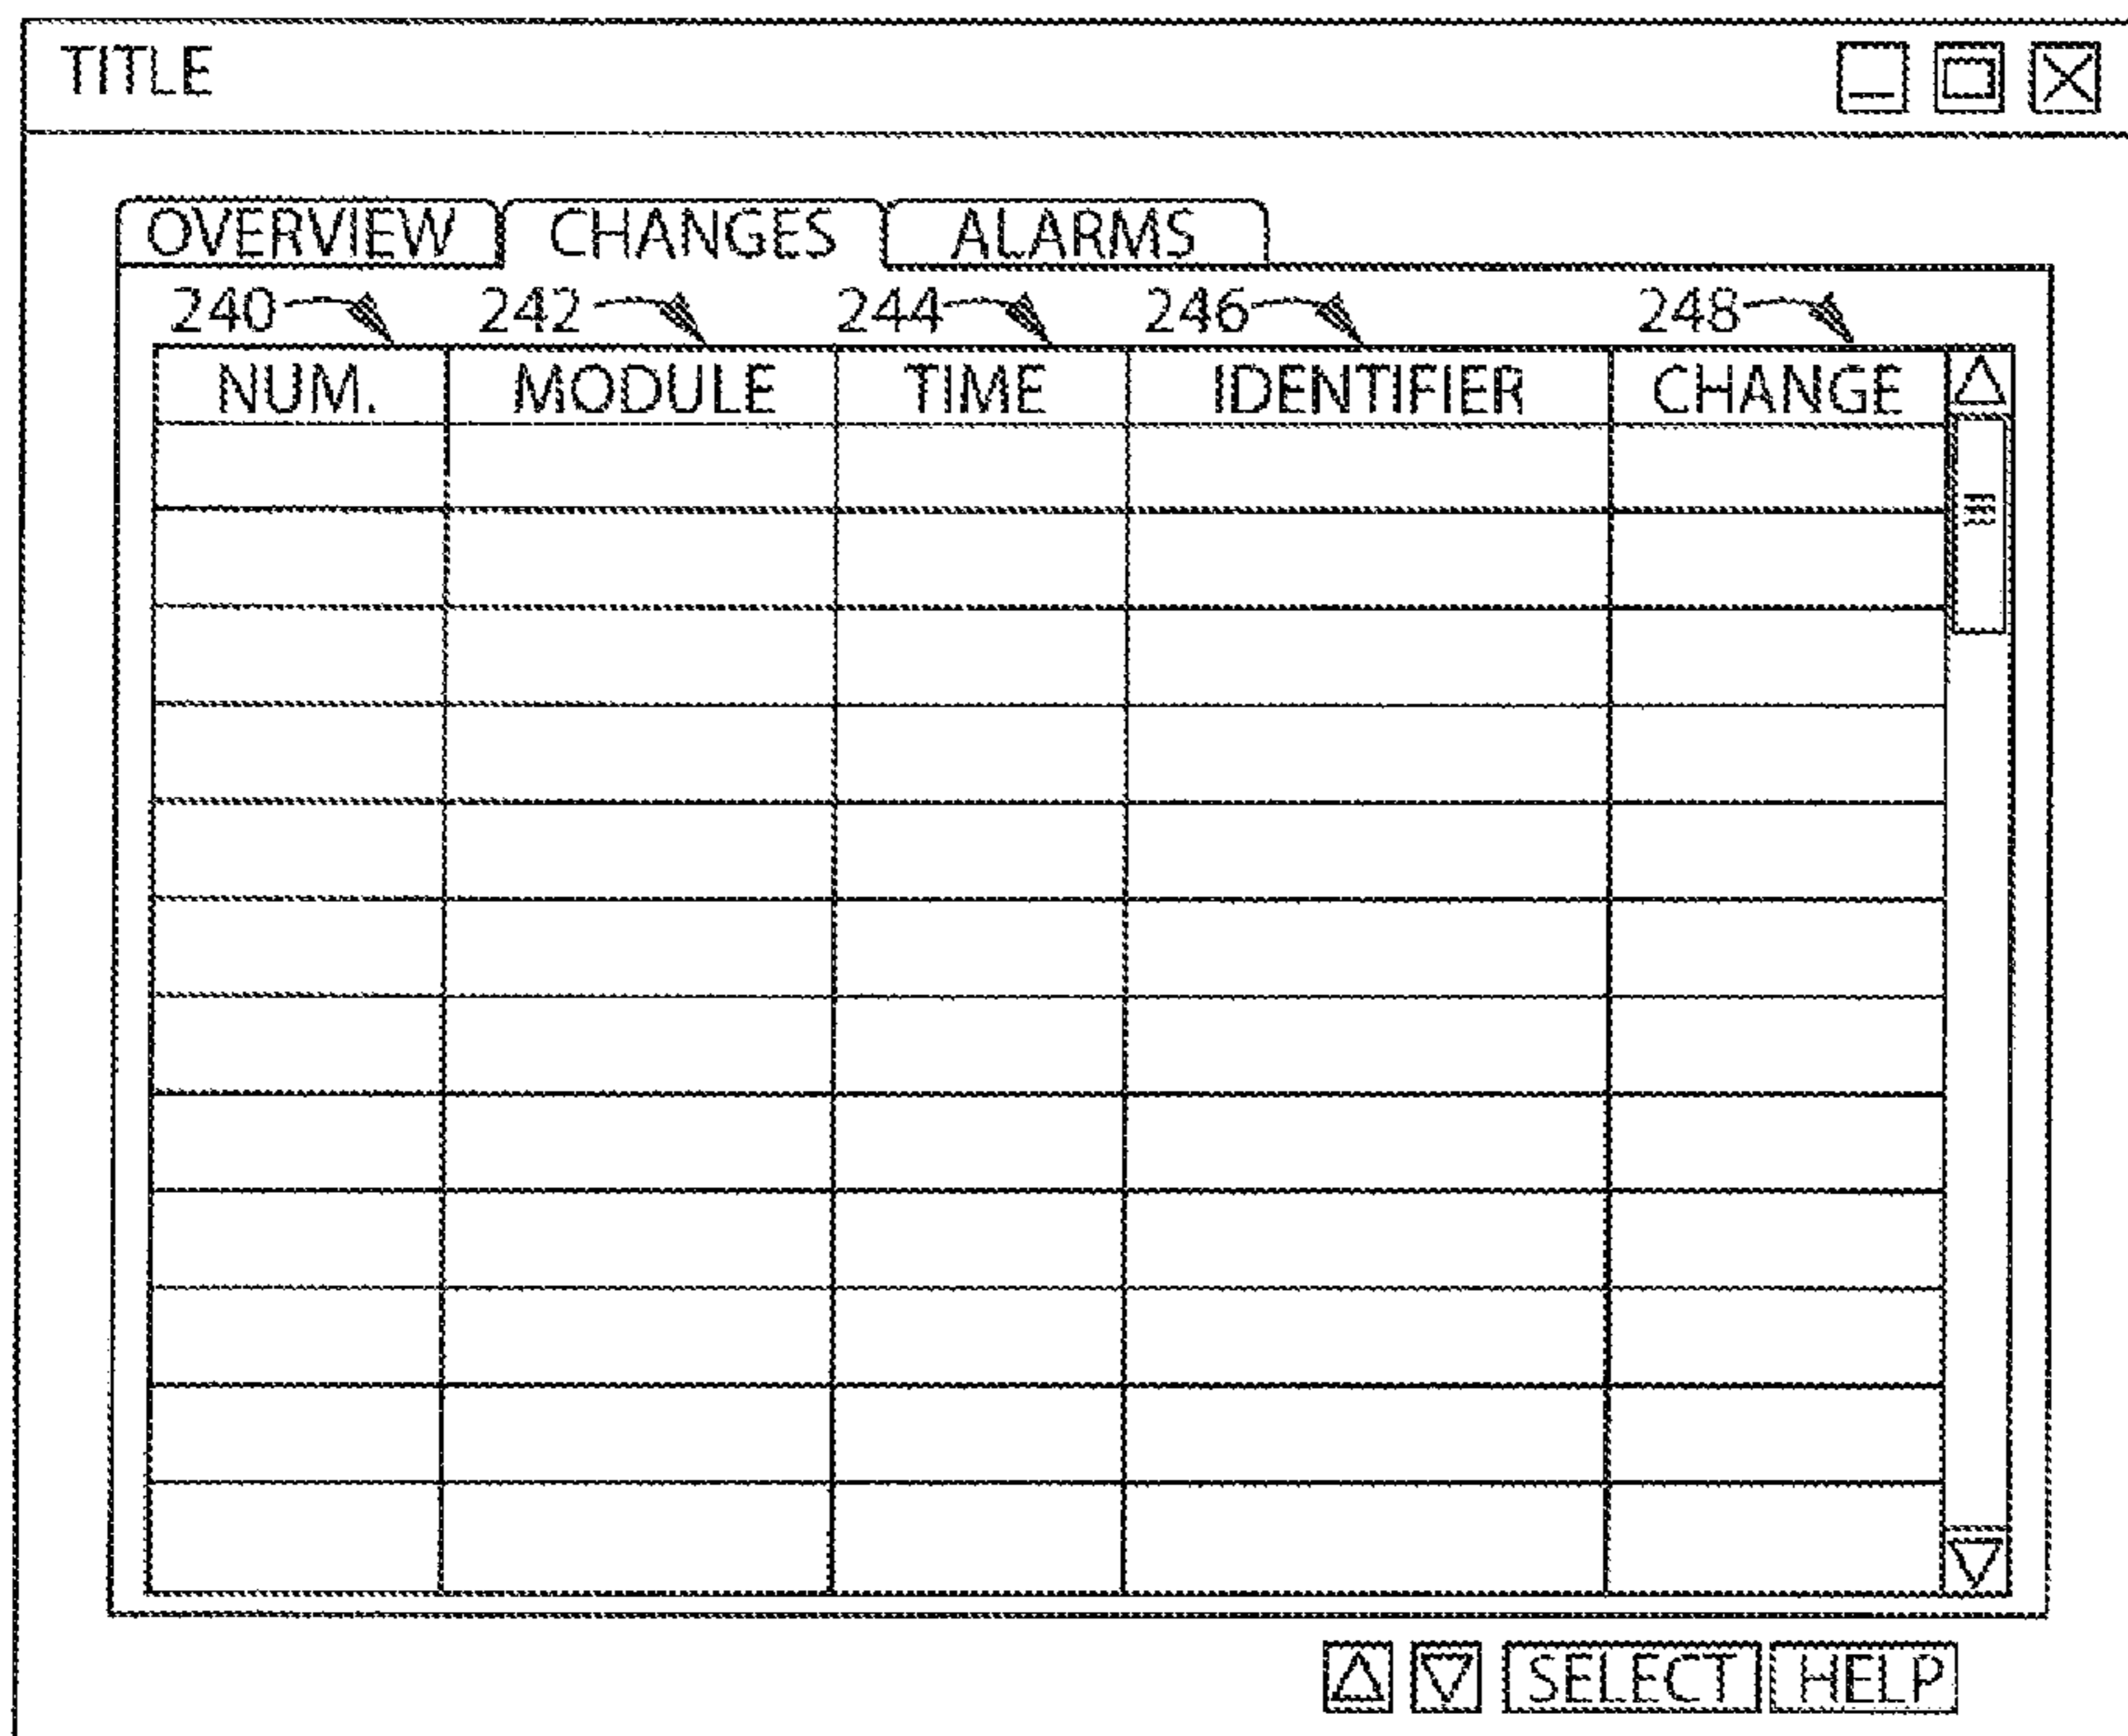 TITLE
OVERVIEW CHANGES ALARMS
240 242 244 246 248
NUM. MODULE TIME IDENTIFIER CHANGE
SELECT HELP